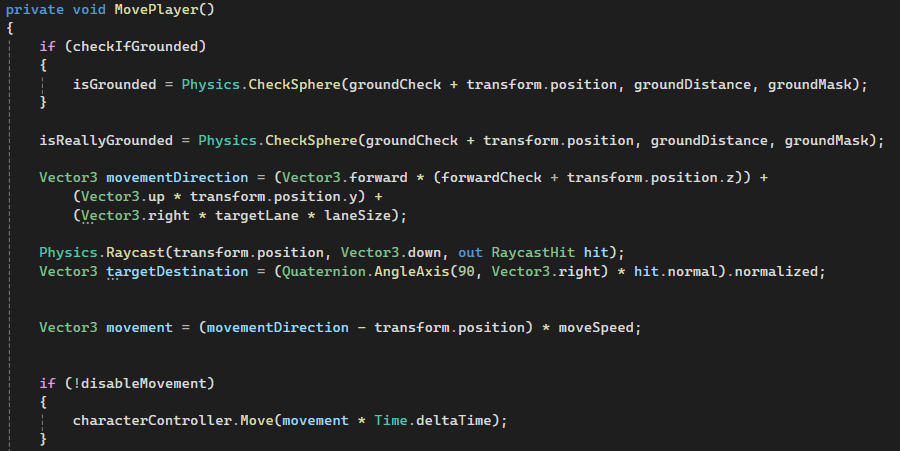 private void MovePlayer()
{
if (checkIfGrounded)
{
isGrounded = Physics.CheckSphere(groundCheck + transform.position, groundDistance, groundMask);
}
isReallyGrounded = Physics.CheckSphere(groundCheck + transform.position, groundDistance, groundMask);
Vector3 movementDirection = (Vector3.forward * (forwardCheck + transform.position.z)) +
(Vector3.up * transform.position.y) +
(Vector3.right * targetLane * laneSize);
Physics.Raycast(transform.position, Vector3.down, out RaycastHit hit);
Vector3 targetDestination = (Quaternion.AngleAxis(90, Vector3.right) * hit.normal).normalized;
Vector3 movement = (movementDirection - transform.position) * moveSpeed;
if (!disableMovement)
{
characterController.Move(movement * Time.deltaTime);
}